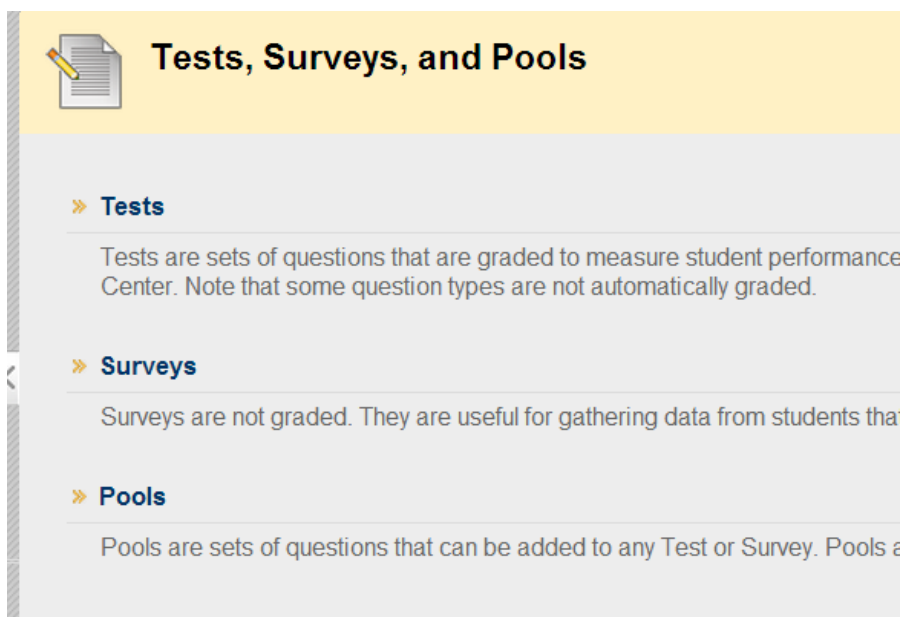 Tests, Surveys, and Pools
Tests
Tests are sets of questions that are graded to measure student performance
Center. Note that some question types are not automatically graded.
Surveys
Surveys are not graded. They are useful for gathering data from students
Pools
Pools are sets of questions that can be added to any Test or Survey. Pools